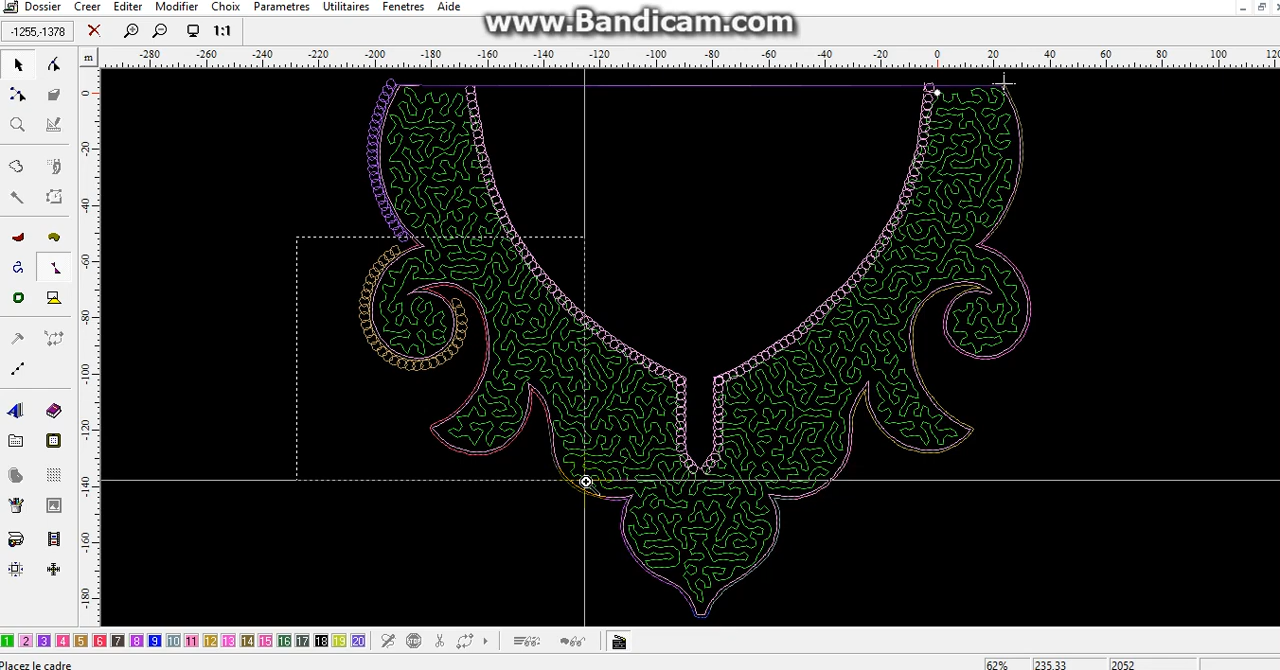 Dossier Creer Editer Modifier Choix Parametres Utilitaires Fenetres Aide
www.Bandicam.com
-1255,-1378 1:1
m -280 -260 -240 -220 -200 -180 -160 -140 -120 -100 -80 -60 -40 -20 0 20 40 60 80 100
0
-20
-40
-60
-80
-100
-120
-140
-160
-180
1 2 3 4 5 6 7 8 9 10 11 12 13 14 15 16 17 18 19 20
Placez le cadre 62% 235.33 2052